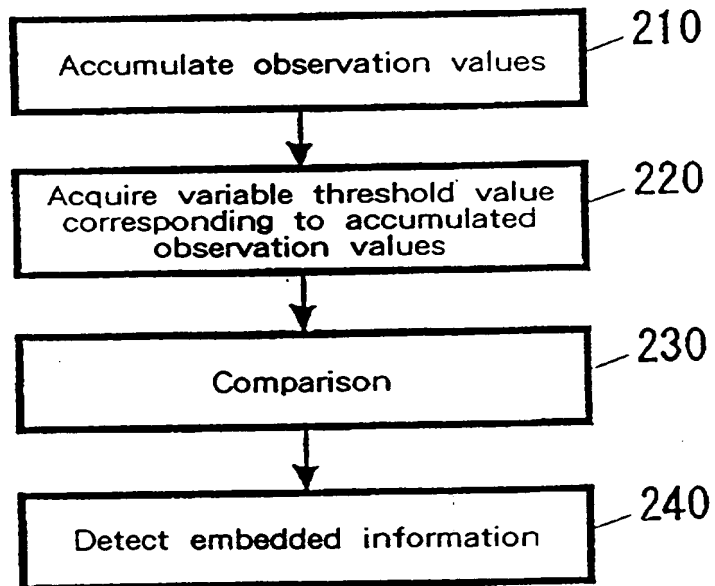 210
Accumulate observation values
220
Acquire variable threshold value
corresponding to accumulated
observation values
230
Comparison
240
Detect embedded information